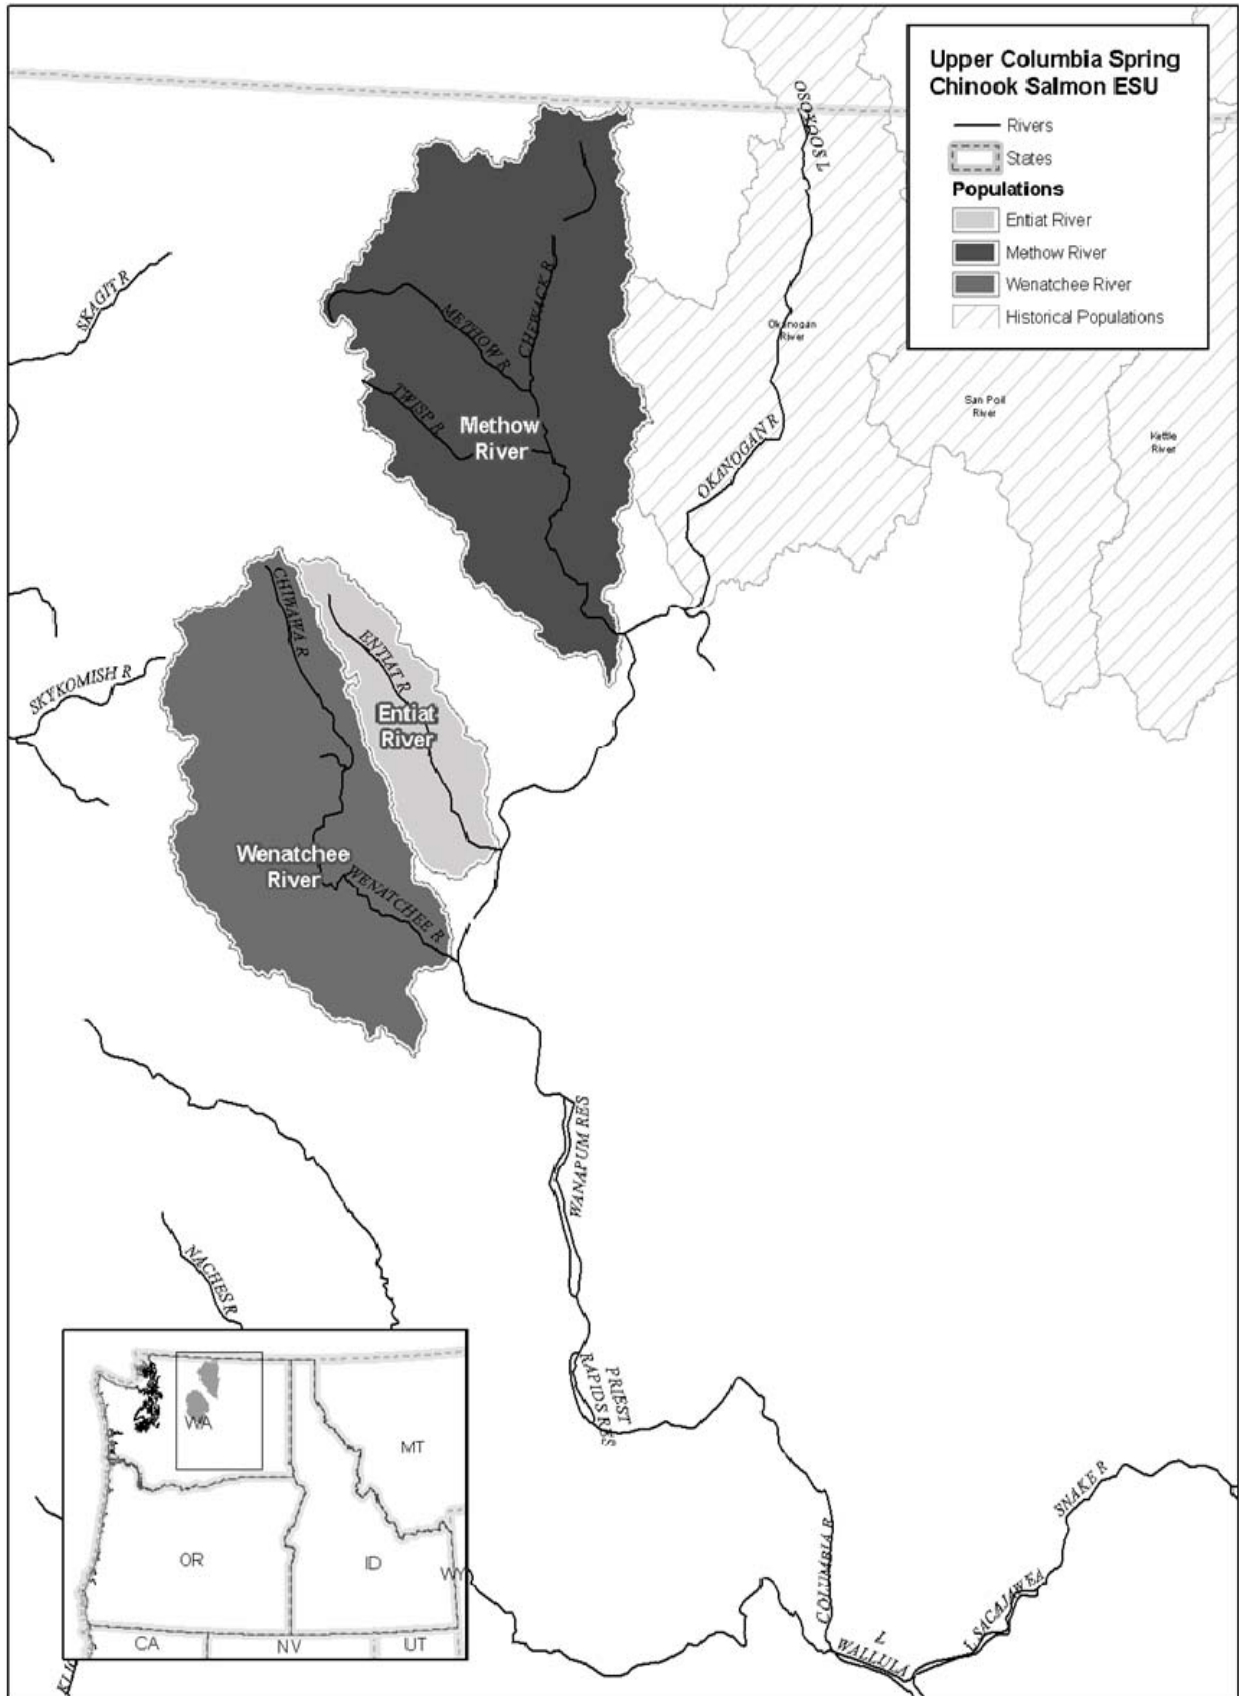 Upper Columbia Spring
Chinook Salmon ESU
Rivers
States
Populations
Entiat River
Methow River
Wenatchee River
Historical Populations
OSOYOOS L
SKAGIT R
METHOW R
CHEWACK R
TWISP R
Methow
River
Okanogan
River
OKANOGAN R
San Poil
River
Kettle
River
CHIWAWA R
ENTIAT R
Entiat
River
SKYKOMISH R
Wenatchee
River
WENATCHEE R
WANAPUM RES
NACHES R
PRIEST
RAPIDS RES
COLUMBIA R
SNAKE R
L SACAJAWEA
L
WALLULA
WA
MT
OR
ID
WY
CA
NV
UT